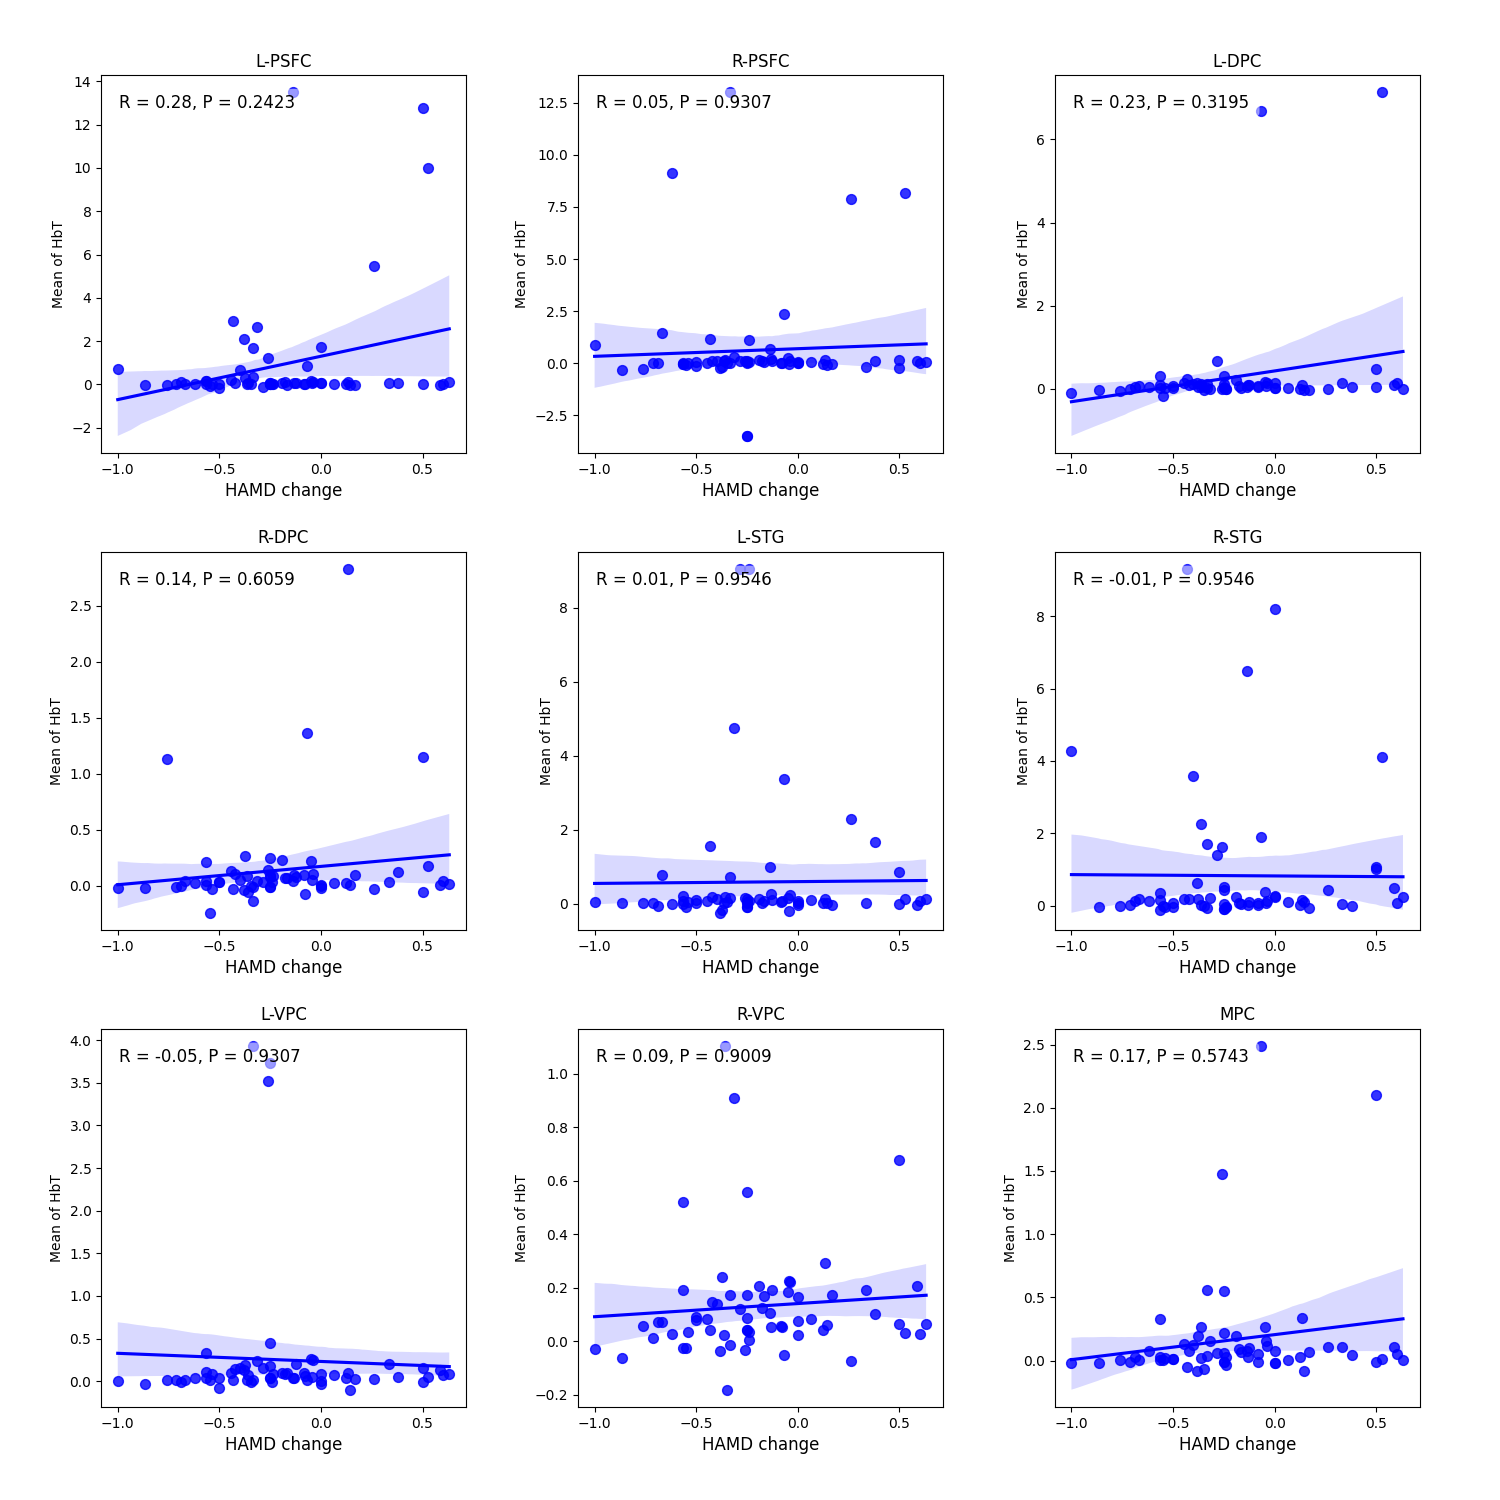 L-PSFC
R = 0.28, P = 0.2423
Mean of HbT
14
12
10
8
6
4
2
0
−2
−1.0 −0.5 0.0 0.5
HAMD change
R-PSFC
R = 0.05, P = 0.9307
Mean of HbT
12.5
10.0
7.5
5.0
2.5
0.0
−2.5
−1.0 −0.5 0.0 0.5
HAMD change
L-DPC
R = 0.23, P = 0.3195
Mean of HbT
6
4
2
0
−1.0 −0.5 0.0 0.5
HAMD change
R-DPC
R = 0.14, P = 0.6059
Mean of HbT
2.5
2.0
1.5
1.0
0.5
0.0
−1.0 −0.5 0.0 0.5
HAMD change
L-STG
R = 0.01, P = 0.9546
Mean of HbT
8
6
4
2
0
−1.0 −0.5 0.0 0.5
HAMD change
R-STG
R = -0.01, P = 0.9546
Mean of HbT
8
6
4
2
0
−1.0 −0.5 0.0 0.5
HAMD change
L-VPC
R = -0.05, P = 0.9307
Mean of HbT
4.0
3.5
3.0
2.5
2.0
1.5
1.0
0.5
0.0
−1.0 −0.5 0.0 0.5
HAMD change
R-VPC
R = 0.09, P = 0.9009
Mean of HbT
1.0
0.8
0.6
0.4
0.2
0.0
−0.2
−1.0 −0.5 0.0 0.5
HAMD change
MPC
R = 0.17, P = 0.5743
Mean of HbT
2.5
2.0
1.5
1.0
0.5
0.0
−1.0 −0.5 0.0 0.5
HAMD change